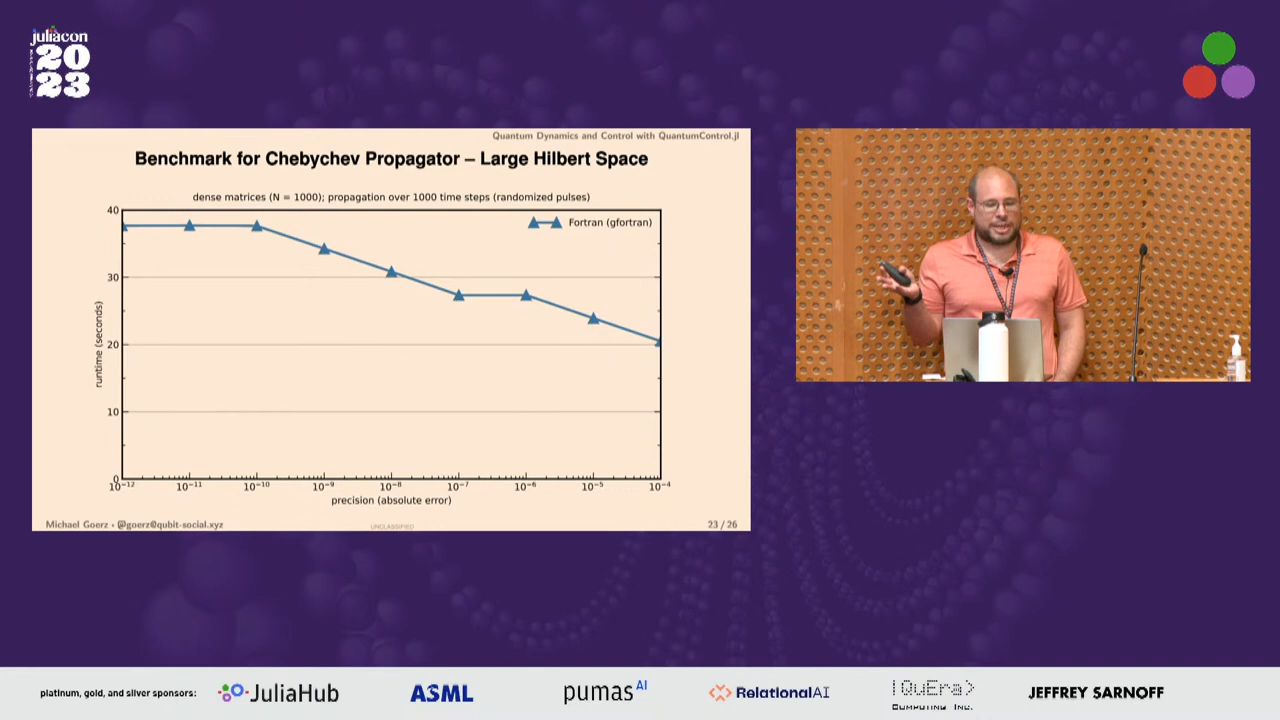 juliacon
20
23
Quantum Dynamics and Control with QuantumControl.jl
Benchmark for Chebychev Propagator – Large Hilbert Space
dense matrices (N = 1000); propagation over 1000 time steps (randomized pulses)
Fortran (gfortran)
40
30
20
10
0
runtime (seconds)
10⁻¹² 10⁻¹¹ 10⁻¹⁰ 10⁻⁹ 10⁻⁸ 10⁻⁷ 10⁻⁶ 10⁻⁵ 10⁻⁴
precision (absolute error)
Michael Goerz • @goerz@qubit-social.xyz
UNCLASSIFIED
23 / 26
platinum, gold, and silver sponsors:
JuliaHub
ASML
pumas AI
RelationalAI
|QuEra>
COMPUTING INC.
JEFFREY SARNOFF